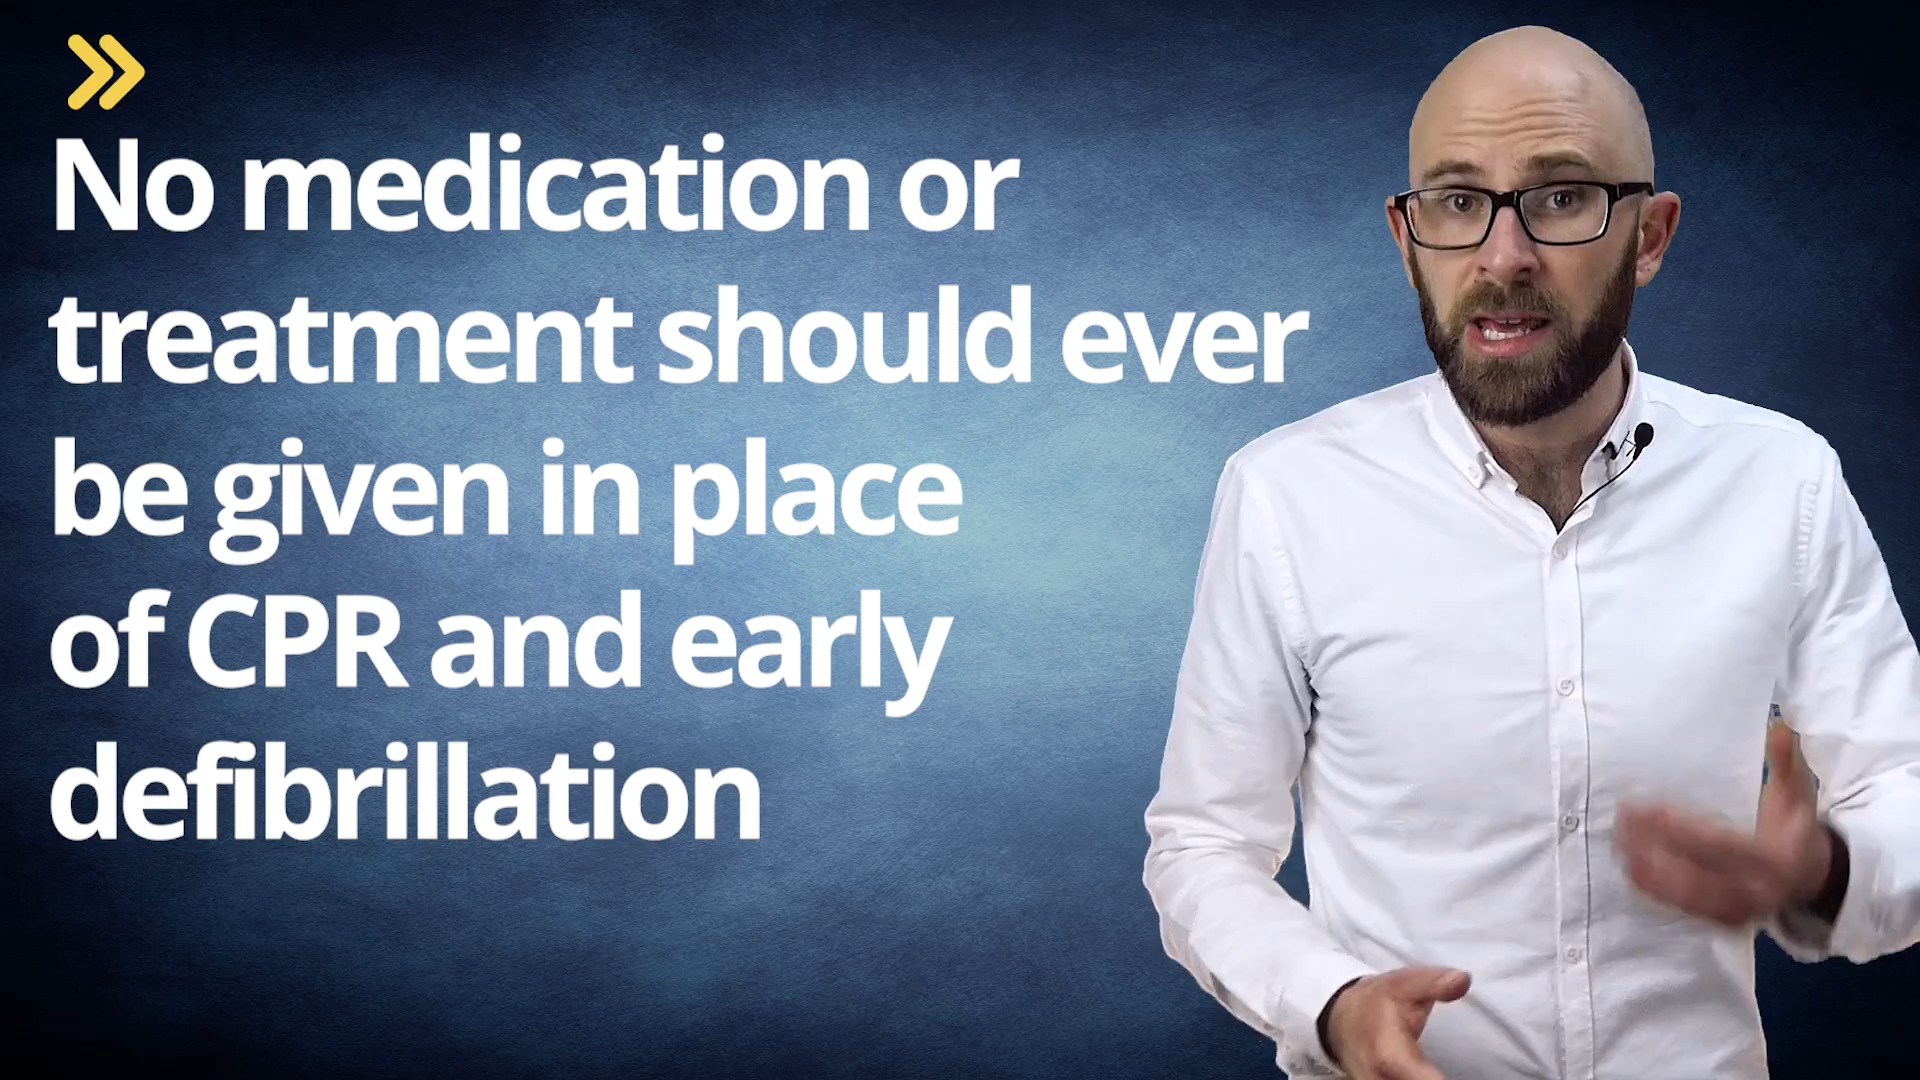 No medication or
treatment should ever
be given in place
of CPR and early
defibrillation